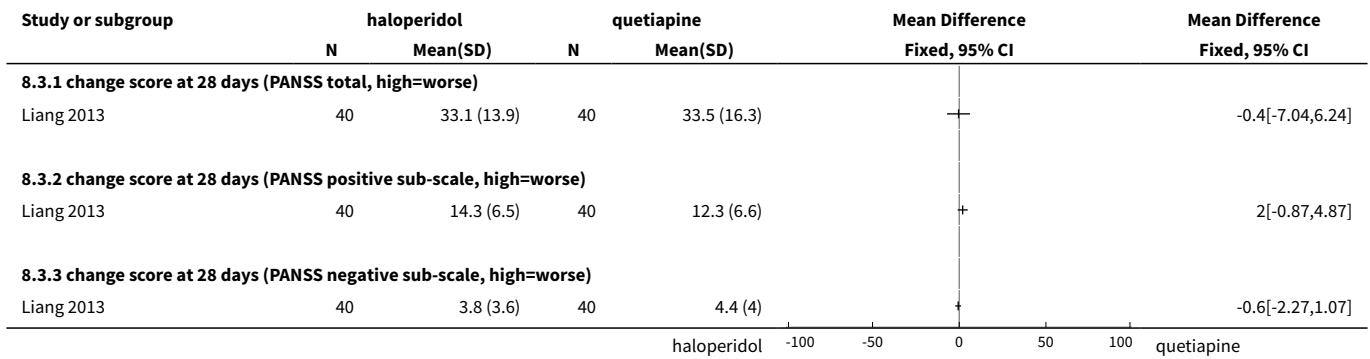 Study or subgroup haloperidol quetiapine Mean Difference Mean Difference
N Mean(SD) N Mean(SD) Fixed, 95% CI Fixed, 95% CI
8.3.1 change score at 28 days (PANSS total, high=worse)
Liang 2013 40 33.1 (13.9) 40 33.5 (16.3) -0.4[-7.04,6.24]
8.3.2 change score at 28 days (PANSS positive sub-scale, high=worse)
Liang 2013 40 14.3 (6.5) 40 12.3 (6.6) 2[-0.87,4.87]
8.3.3 change score at 28 days (PANSS negative sub-scale, high=worse)
Liang 2013 40 3.8 (3.6) 40 4.4 (4) -0.6[-2.27,1.07]
haloperidol -100 -50 0 50 100 quetiapine